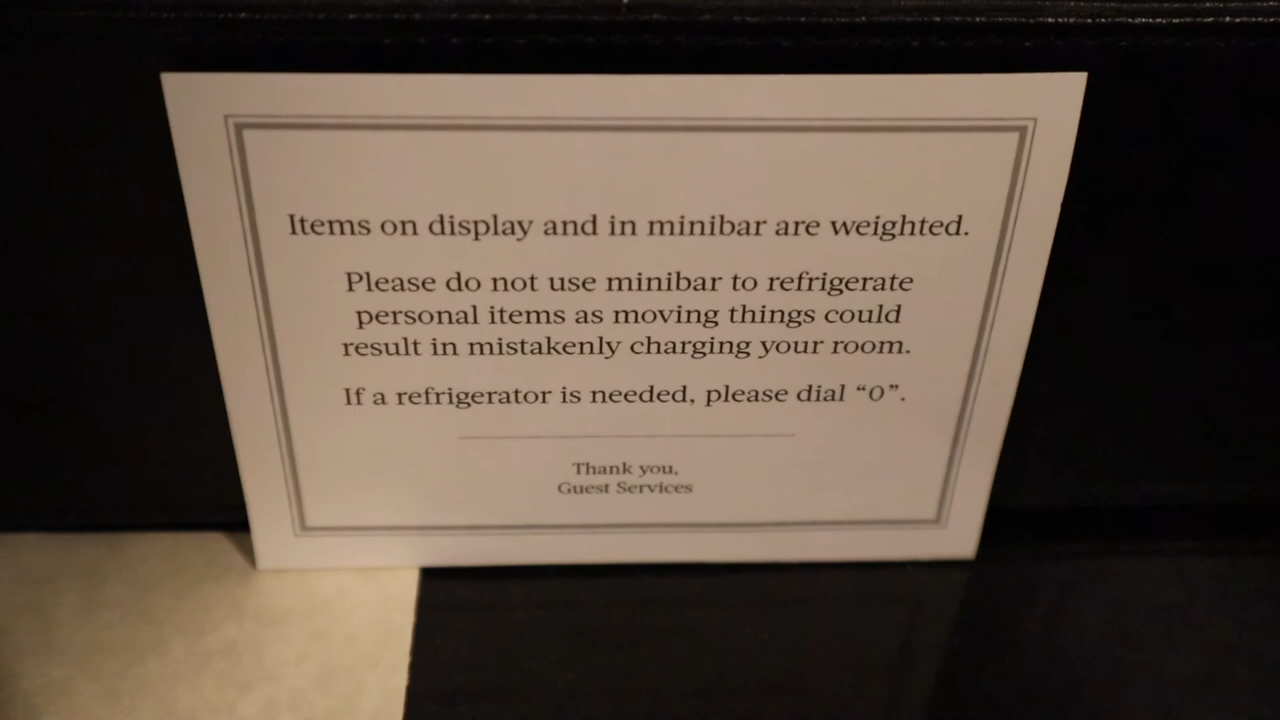 Items on display and in minibar are weighted.
Please do not use minibar to refrigerate
personal items as moving things could
result in mistakenly charging your room.
If a refrigerator is needed, please dial “0”.
Thank you,
Guest Services